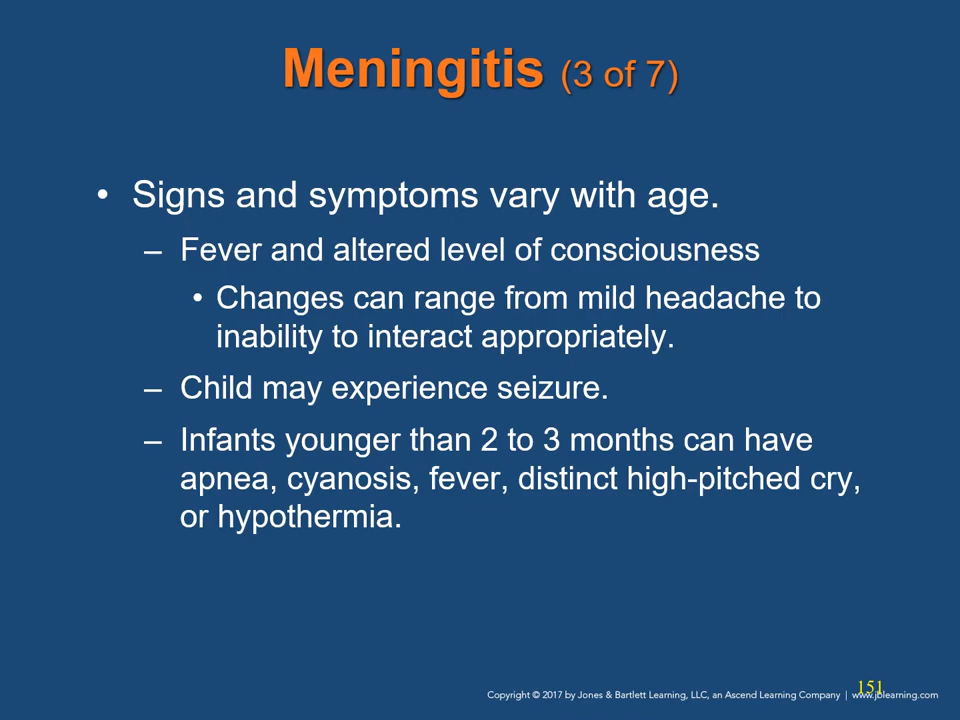 Meningitis (3 of 7)
• Signs and symptoms vary with age.
– Fever and altered level of consciousness
• Changes can range from mild headache to
inability to interact appropriately.
– Child may experience seizure.
– Infants younger than 2 to 3 months can have
apnea, cyanosis, fever, distinct high-pitched cry,
or hypothermia.
151
Copyright © 2017 by Jones & Bartlett Learning, LLC, an Ascend Learning Company | www.jblearning.com